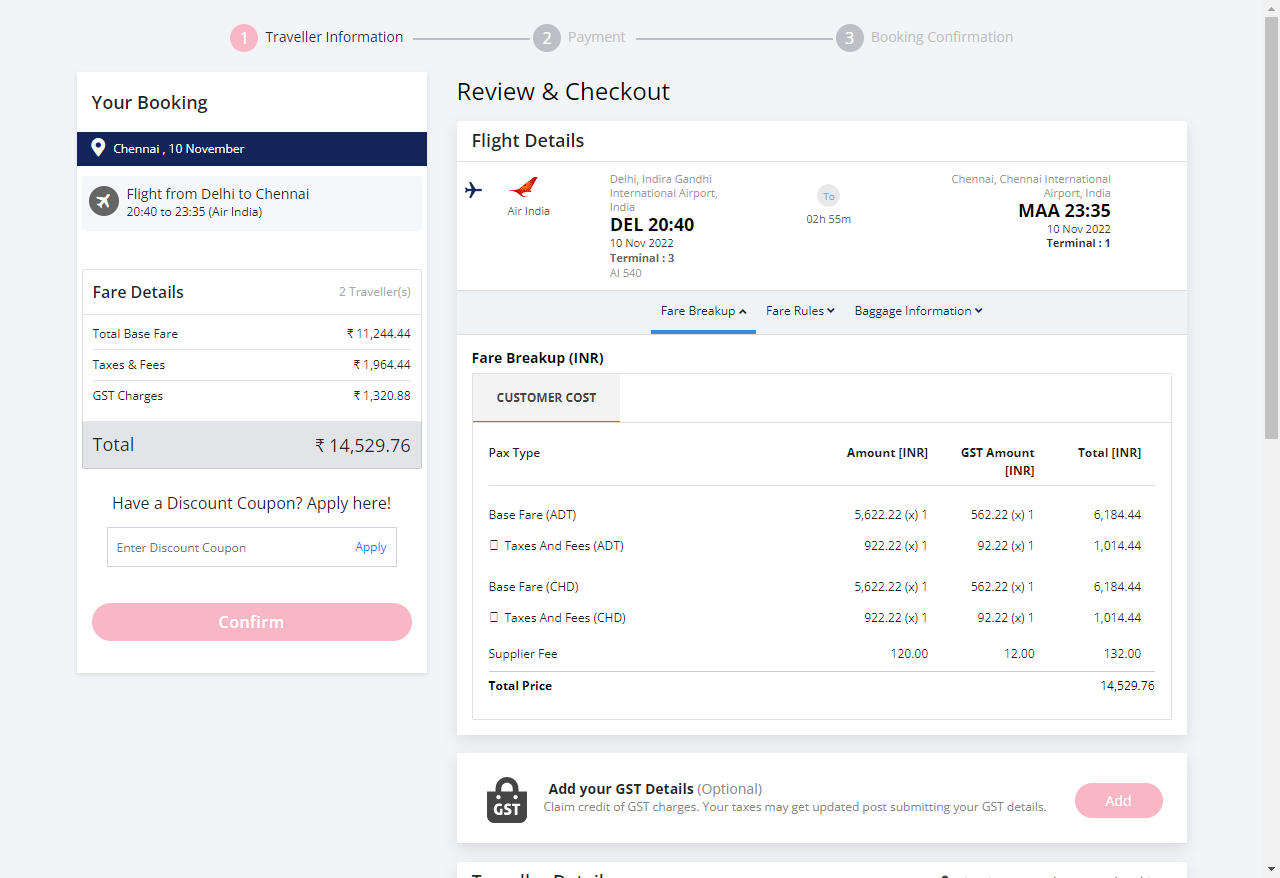 1 Traveller Information 2 Payment 3 Booking Confirmation
Your Booking
Chennai , 10 November
Flight from Delhi to Chennai
20:40 to 23:35 (Air India)
Fare Details 2 Traveller(s)
Total Base Fare ₹ 11,244.44
Taxes & Fees ₹ 1,964.44
GST Charges ₹ 1,320.88
Total ₹ 14,529.76
Have a Discount Coupon? Apply here!
Enter Discount Coupon Apply
Confirm
Review & Checkout
Flight Details
Air India
Delhi, Indira Gandhi
International Airport,
India
DEL 20:40
10 Nov 2022
Terminal : 3
AI 540
To
02h 55m
Chennai, Chennai International
Airport, India
MAA 23:35
10 Nov 2022
Terminal : 1
Fare Breakup Fare Rules Baggage Information
Fare Breakup (INR)
CUSTOMER COST
Pax Type Amount [INR] GST Amount [INR] Total [INR]
Base Fare (ADT) 5,622.22 (x) 1 562.22 (x) 1 6,184.44
Taxes And Fees (ADT) 922.22 (x) 1 92.22 (x) 1 1,014.44
Base Fare (CHD) 5,622.22 (x) 1 562.22 (x) 1 6,184.44
Taxes And Fees (CHD) 922.22 (x) 1 92.22 (x) 1 1,014.44
Supplier Fee 120.00 12.00 132.00
Total Price 14,529.76
GST
Add your GST Details (Optional)
Claim credit of GST charges. Your taxes may get updated post submitting your GST details.
Add